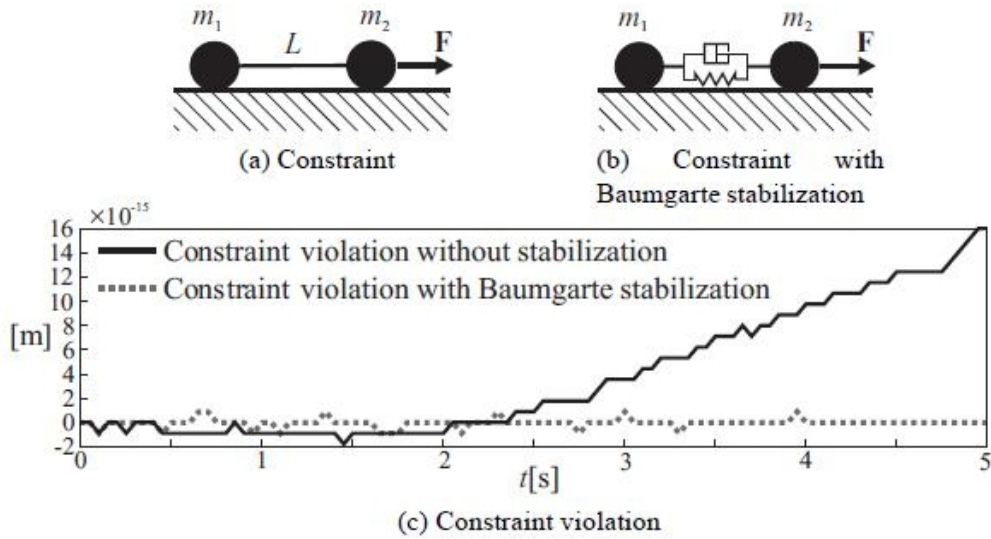 m₁ L m₂ F
m₁ m₂ F
(a) Constraint
(b) Constraint with
Baumgarte stabilization
×10⁻¹⁵
16
14
12
10
8
6
4
2
0
-2
[m]
Constraint violation without stabilization
Constraint violation with Baumgarte stabilization
0 1 2 3 4 5
t[s]
(c) Constraint violation